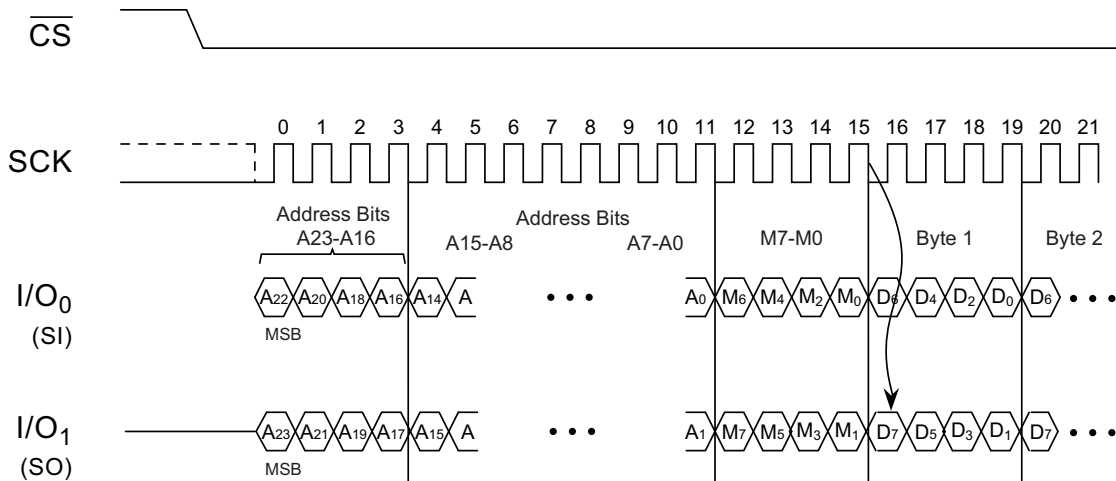 CS
0 1 2 3 4 5 6 7 8 9 10 11 12 13 14 15 16 17 18 19 20 21
SCK
Address Bits
A23-A16
Address Bits
A15-A8 A7-A0
M7-M0
Byte 1
Byte 2
I/O0
(SI)
A22 A20 A18 A16 A14 A • • • A0 M6 M4 M2 M0 D6 D4 D2 D0 D6 • • •
MSB
I/O1
(SO)
A23 A21 A19 A17 A15 A • • • A1 M7 M5 M3 M1 D7 D5 D3 D1 D7 • • •
MSB